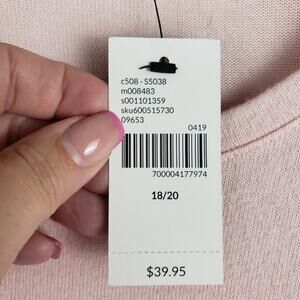 c508 - S5038
m008483
s001101359
sku600515730
09653
0419
700004177974
18/20
$39.95